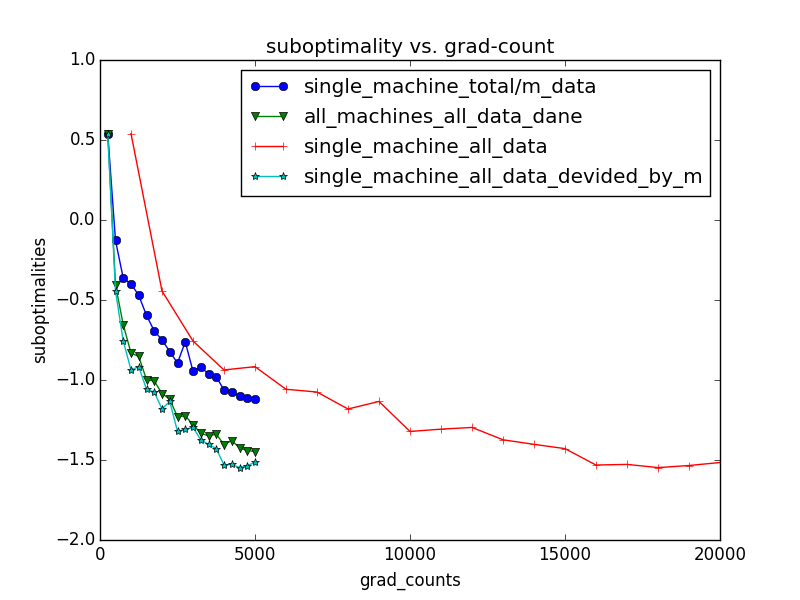 suboptimality vs. grad-count
single_machine_total/m_data
all_machines_all_data_dane
single_machine_all_data
single_machine_all_data_devided_by_m
suboptimalities
1.0
0.5
0.0
−0.5
−1.0
−1.5
−2.0
0 5000 10000 15000 20000
grad_counts